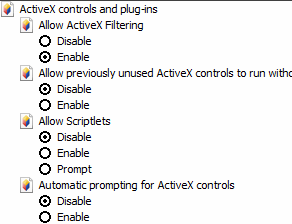 ActiveX controls and plug-ins
Allow ActiveX Filtering
Disable
Enable
Allow previously unused ActiveX controls to run
Disable
Enable
Allow Scriptlets
Disable
Enable
Prompt
Automatic prompting for ActiveX controls
Disable
Enable